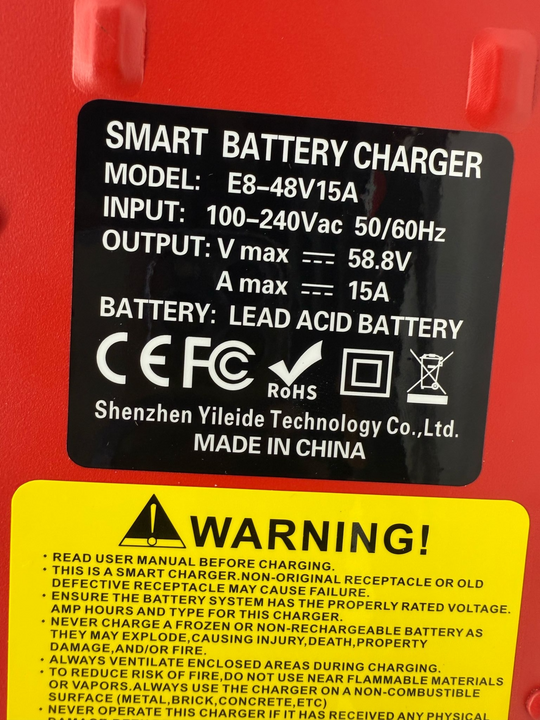 SMART BATTERY CHARGER
MODEL: E8-48V15A
INPUT: 100-240Vac 50/60Hz
OUTPUT: V max ⎓ 58.8V
A max ⎓ 15A
BATTERY: LEAD ACID BATTERY
CE FC RoHS
Shenzhen Yileide Technology Co.,Ltd.
MADE IN CHINA
WARNING!
· READ USER MANUAL BEFORE CHARGING.
· THIS IS A SMART CHARGER.NON-ORIGINAL RECEPTACLE OR OLD
DEFECTIVE RECEPTACLE MAY CAUSE FAILURE.
· ENSURE THE BATTERY SYSTEM HAS THE PROPERLY RATED VOLTAGE.
AMP HOURS AND TYPE FOR THIS CHARGER.
· NEVER CHARGE A FROZEN OR NON-RECHARGEABLE BATTERY AS
THEY MAY EXPLODE,CAUSING INJURY,DEATH,PROPERTY
DAMAGE,AND/OR FIRE.
· ALWAYS VENTILATE ENCLOSED AREAS DURING CHARGING.
· TO REDUCE RISK OF FIRE,DO NOT USE NEAR FLAMMABLE MATERIALS
OR VAPORS.ALWAYS USE THE CHARGER ON A NON-COMBUSTIBLE
SURFACE (METAL,BRICK,CONCRETE,ETC)
· NEVER OPERATE THIS CHARGER IF IT HAS RECEIVED ANY PHYSICAL